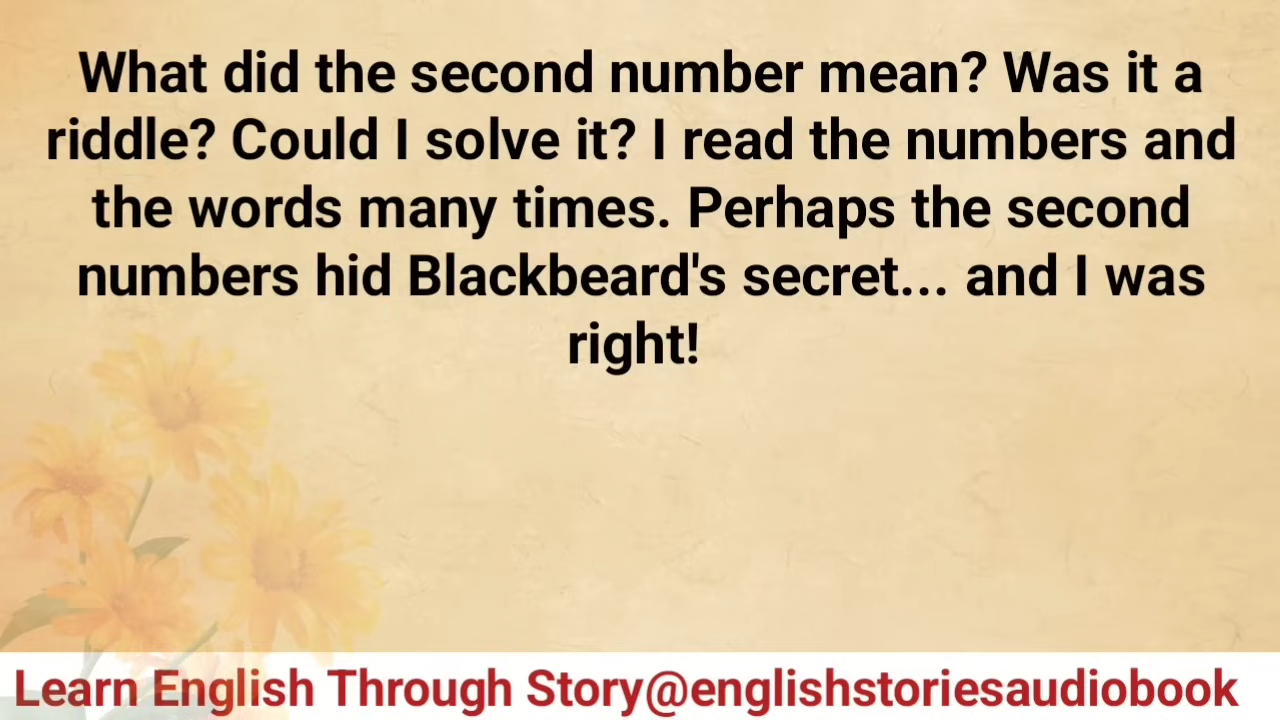 What did the second number mean? Was it a
riddle? Could I solve it? I read the numbers and
the words many times. Perhaps the second
numbers hid Blackbeard's secret... and I was
right!
Learn English Through Story@englishstoriesaudiobook